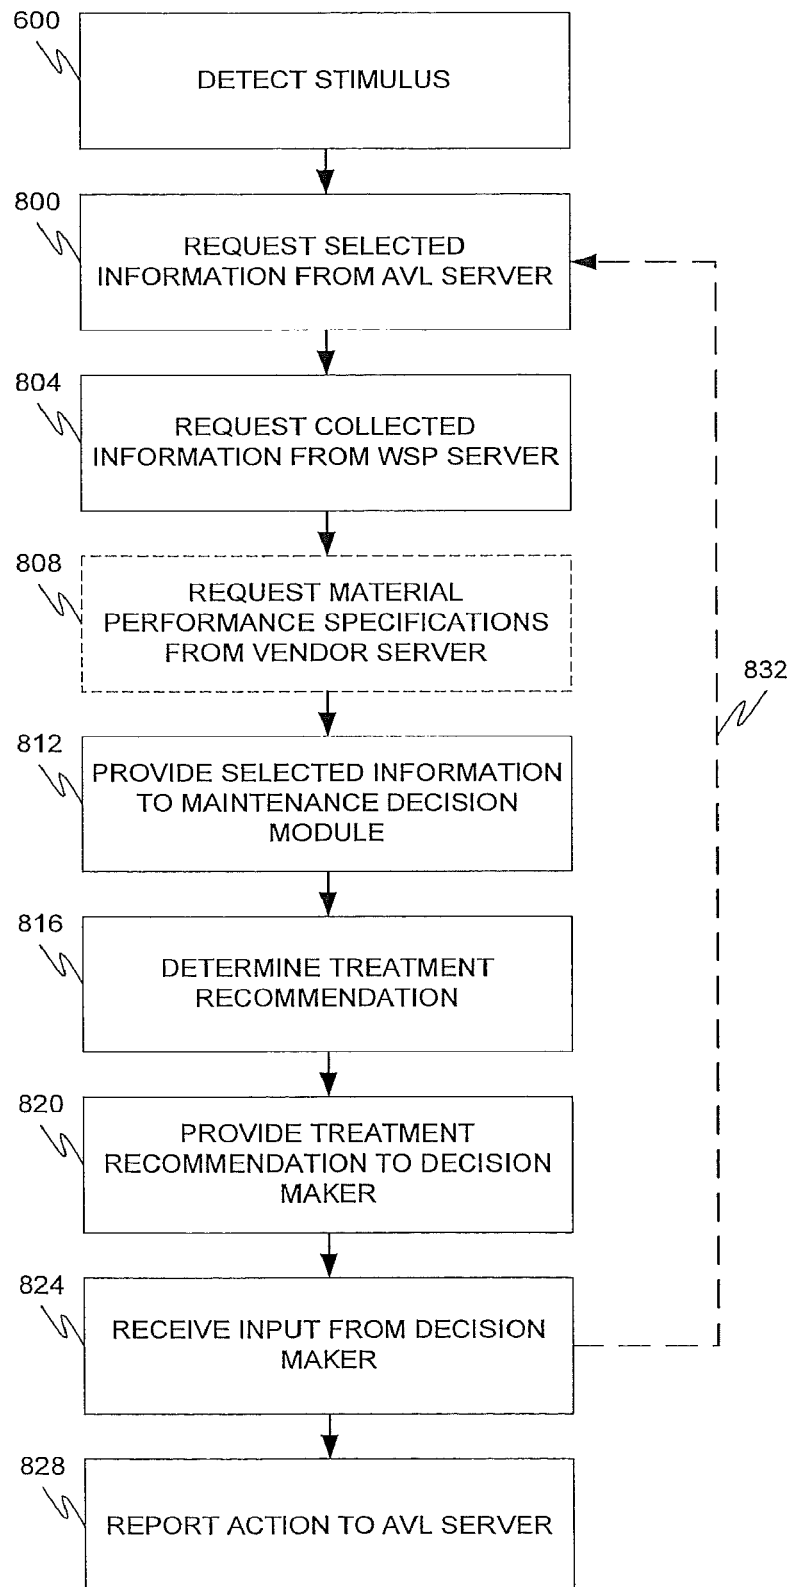 600
DETECT STIMULUS
800
REQUEST SELECTED
INFORMATION FROM AVL SERVER
804
REQUEST COLLECTED
INFORMATION FROM WSP SERVER
808
REQUEST MATERIAL
PERFORMANCE SPECIFICATIONS
FROM VENDOR SERVER
832
812
PROVIDE SELECTED INFORMATION
TO MAINTENANCE DECISION
MODULE
816
DETERMINE TREATMENT
RECOMMENDATION
820
PROVIDE TREATMENT
RECOMMENDATION TO DECISION
MAKER
824
RECEIVE INPUT FROM DECISION
MAKER
828
REPORT ACTION TO AVL SERVER